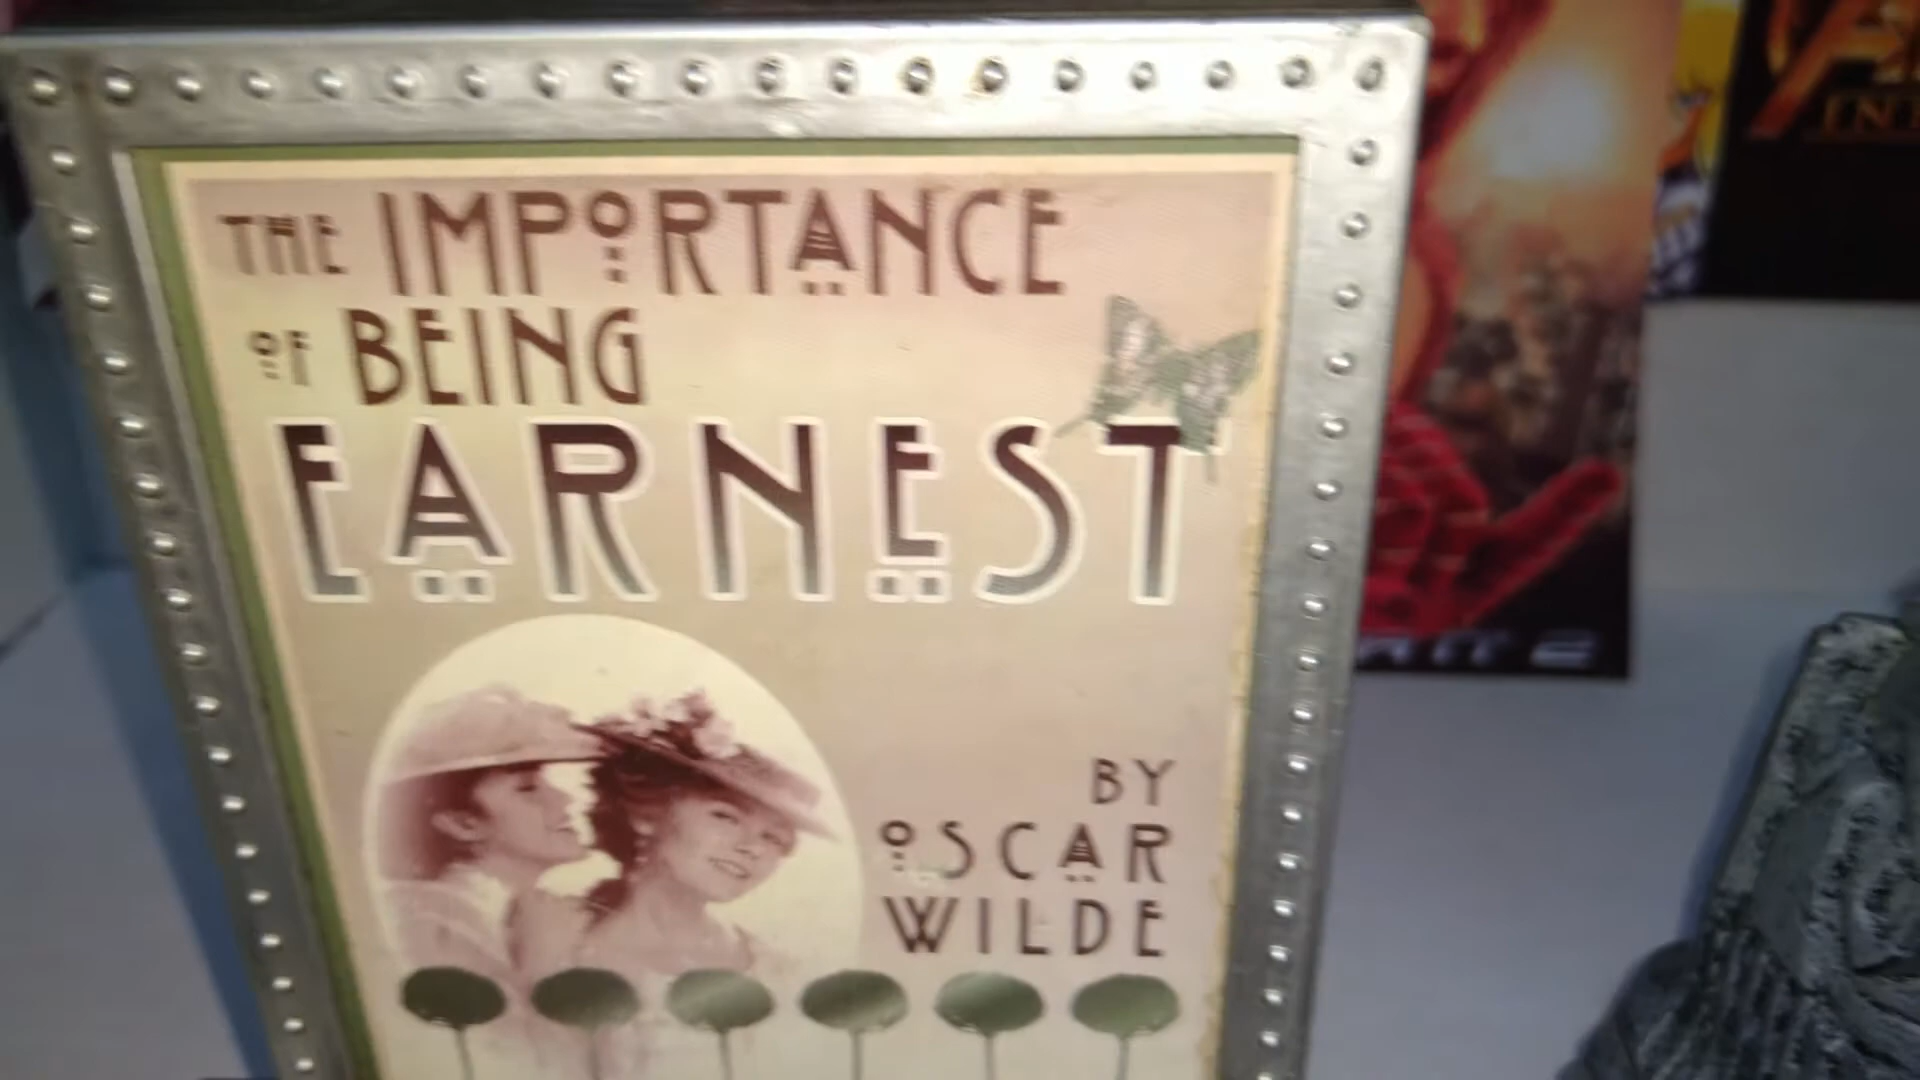 THE IMPORTANCE
OF BEING
EARNEST
BY
OSCAR
WILDE